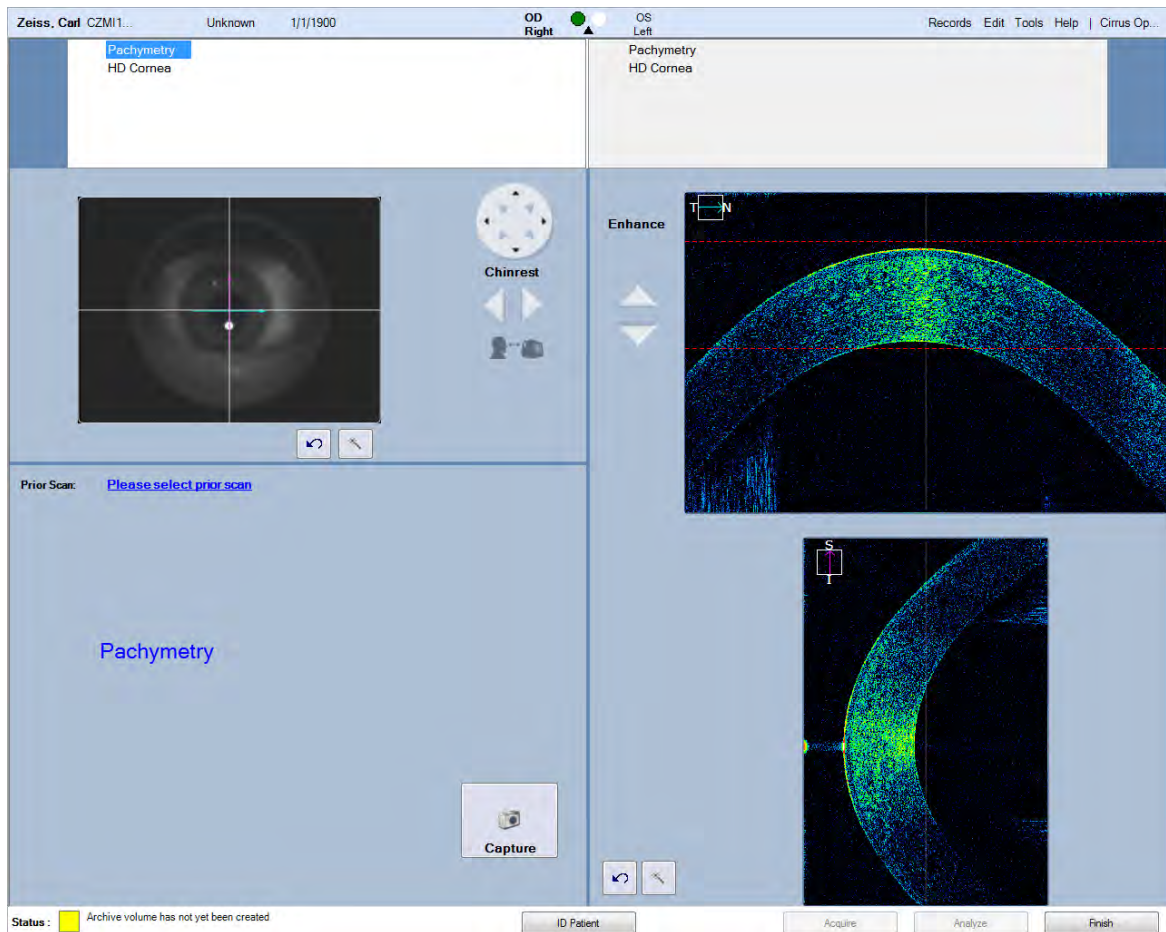 Zeiss, Carl CZMI1... Unknown 1/1/1900 OD Right OS Left Records Edit Tools Help | Cirrus Op...
Pachymetry
HD Cornea
Pachymetry
HD Cornea
Chinrest
Enhance
T N
Prior Scan: Please select prior scan
Pachymetry
Capture
S
I
Status : Archive volume has not yet been created ID Patient Acquire Analyze Finish